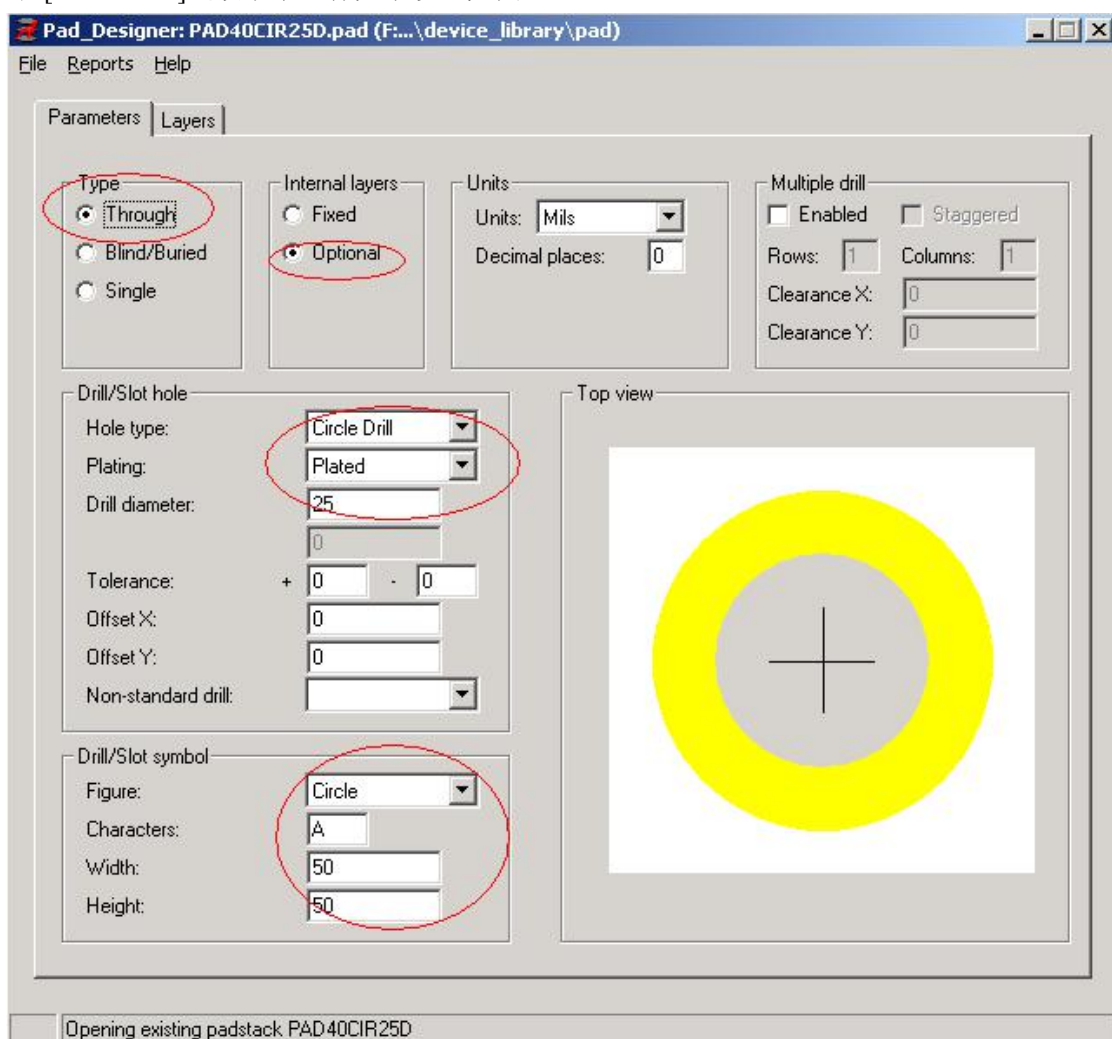 Pad_Designer: PAD40CIR25D.pad (F:...\device_library\pad)
File Reports Help
Parameters Layers
Type
Through
Blind/Buried
Single
Internal layers
Fixed
Optional
Units
Units: Mils
Decimal places: 0
Multiple drill
Enabled Staggered
Rows: 1 Columns: 1
Clearance X: 0
Clearance Y: 0
Drill/Slot hole
Hole type: Circle Drill
Plating: Plated
Drill diameter: 25
0
Tolerance: + 0 - 0
Offset X: 0
Offset Y: 0
Non-standard drill:
Drill/Slot symbol
Figure: Circle
Characters: A
Width: 50
Height: 50
Top view
Opening existing padstack PAD40CIR25D